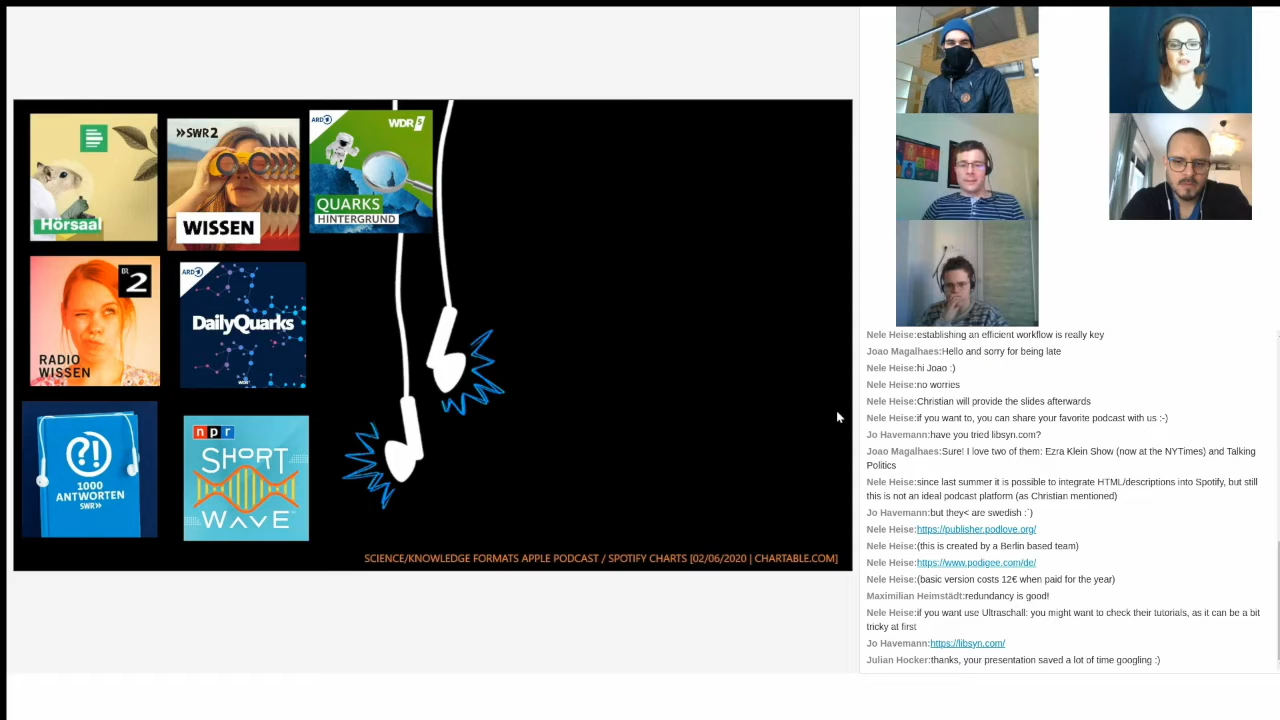 Hörsaal
»SWR2
WISSEN
ARD
WDR 5
QUARKS
HINTERGRUND
BR
2
RADIO
WISSEN
ARD
DailyQuarks
WDR
?!
1000
ANTWORTEN
SWR»
npr
SHORT
WAVE
SCIENCE/KNOWLEDGE FORMATS APPLE PODCAST / SPOTIFY CHARTS [02/06/2020 | CHARTABLE.COM]
Nele Heise:establishing an efficient workflow is really key
Joao Magalhaes:Hello and sorry for being late
Nele Heise:hi Joao :)
Nele Heise:no worries
Nele Heise:Christian will provide the slides afterwards
Nele Heise:if you want to, you can share your favorite podcast with us :-)
Jo Havemann:have you tried libsyn.com?
Joao Magalhaes:Sure! I love two of them: Ezra Klein Show (now at the NYTimes) and Talking
Politics
Nele Heise:since last summer it is possible to integrate HTML/descriptions into Spotify, but still
this is not an ideal podcast platform (as Christian mentioned)
Jo Havemann:but they< are swedish :`)
Nele Heise:https://publisher.podlove.org/
Nele Heise:(this is created by a Berlin based team)
Nele Heise:https://www.podigee.com/de/
Nele Heise:(basic version costs 12€ when paid for the year)
Maximilian Heimstädt:redundancy is good!
Nele Heise:if you want use Ultraschall: you might want to check their tutorials, as it can be a bit
tricky at first
Jo Havemann:https://libsyn.com/
Julian Hocker:thanks, your presentation saved a lot of time googling :)